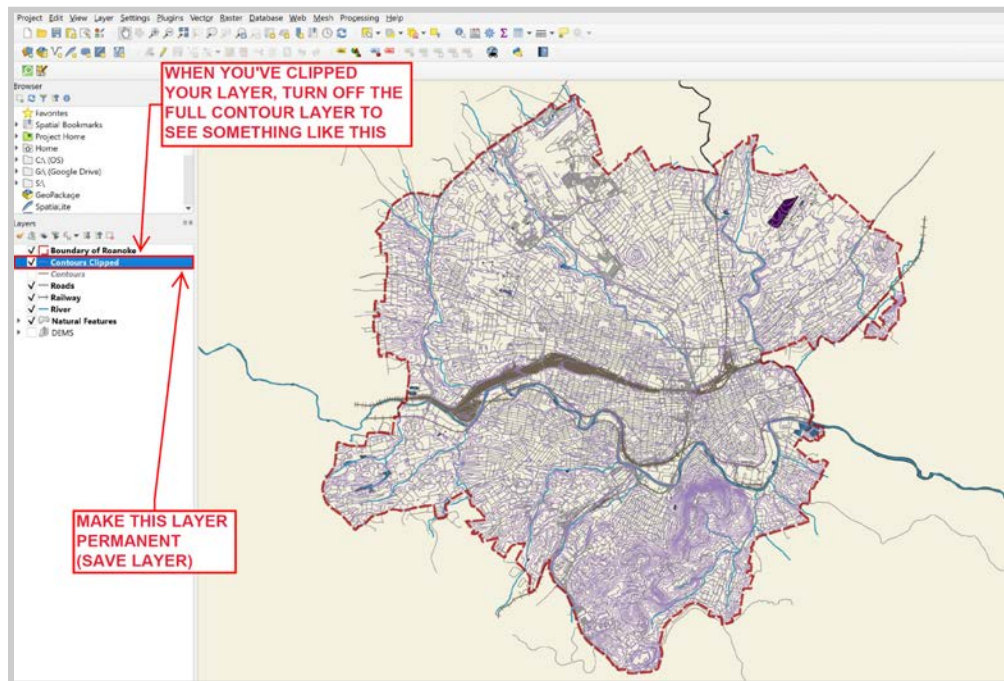 Project Edit View Layer Settings Plugins Vector Raster Database Web Mesh Processing Help
WHEN YOU'VE CLIPPED
YOUR LAYER, TURN OFF THE
FULL CONTOUR LAYER TO
SEE SOMETHING LIKE THIS
Browser
Favorites
Spatial Bookmarks
Project Home
Home
C:\ (OS)
G:\ (Google Drive)
S:\
GeoPackage
SpatiaLite
Layers
Boundary of Roanoke
Contours Clipped
Contours
Roads
Railway
River
Natural Features
DEMS
MAKE THIS LAYER
PERMANENT
(SAVE LAYER)